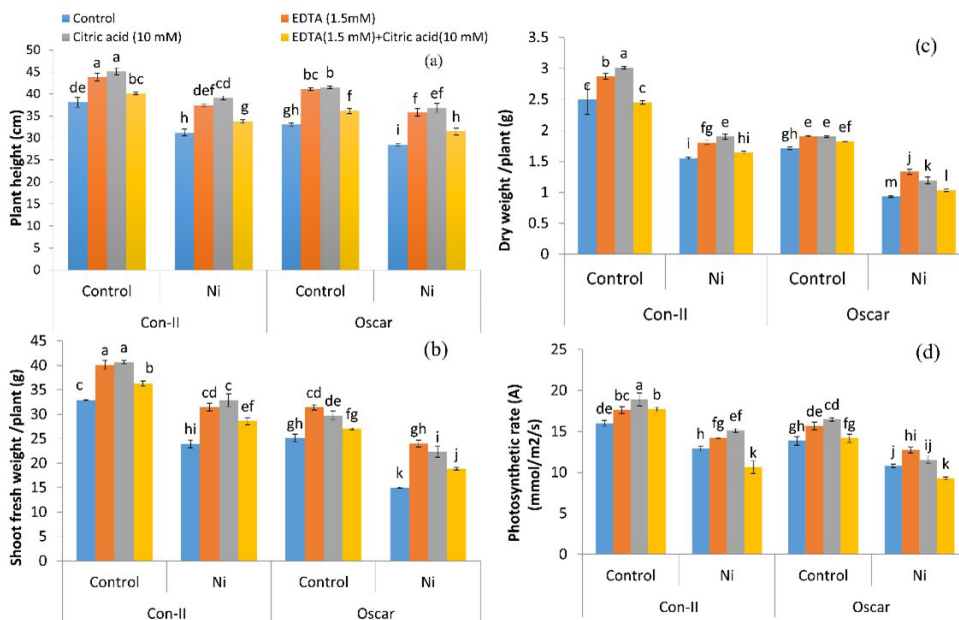 Control
EDTA (1.5mM)
Citric acid (10 mM)
EDTA(1.5 mM)+Citric acid(10 mM)
(a)
Plant height (cm)
50
45
40
35
30
25
20
15
10
5
0
de a a bc
h def cd g
gh bc b f
i f ef h
Control Ni Control Ni
Con-II Oscar
(c)
Dry weight /plant (g)
3.5
3
2.5
2
1.5
1
0.5
0
c b a c
i fg e hi
gh e e ef
m j k l
Control Ni Control Ni
Con-II Oscar
(b)
Shoot fresh weight /plant (g)
45
40
35
30
25
20
15
10
5
0
c a a b
hi cd c ef
gh cd de fg
k gh i j
Control Ni Control Ni
Con-II Oscar
(d)
Photosynthetic rate (A)
(mmol/m2/s)
25
20
15
10
5
0
de bc a b
h fg ef k
gh de cd fg
j hi ij k
Control Ni Control Ni
Con-II Oscar